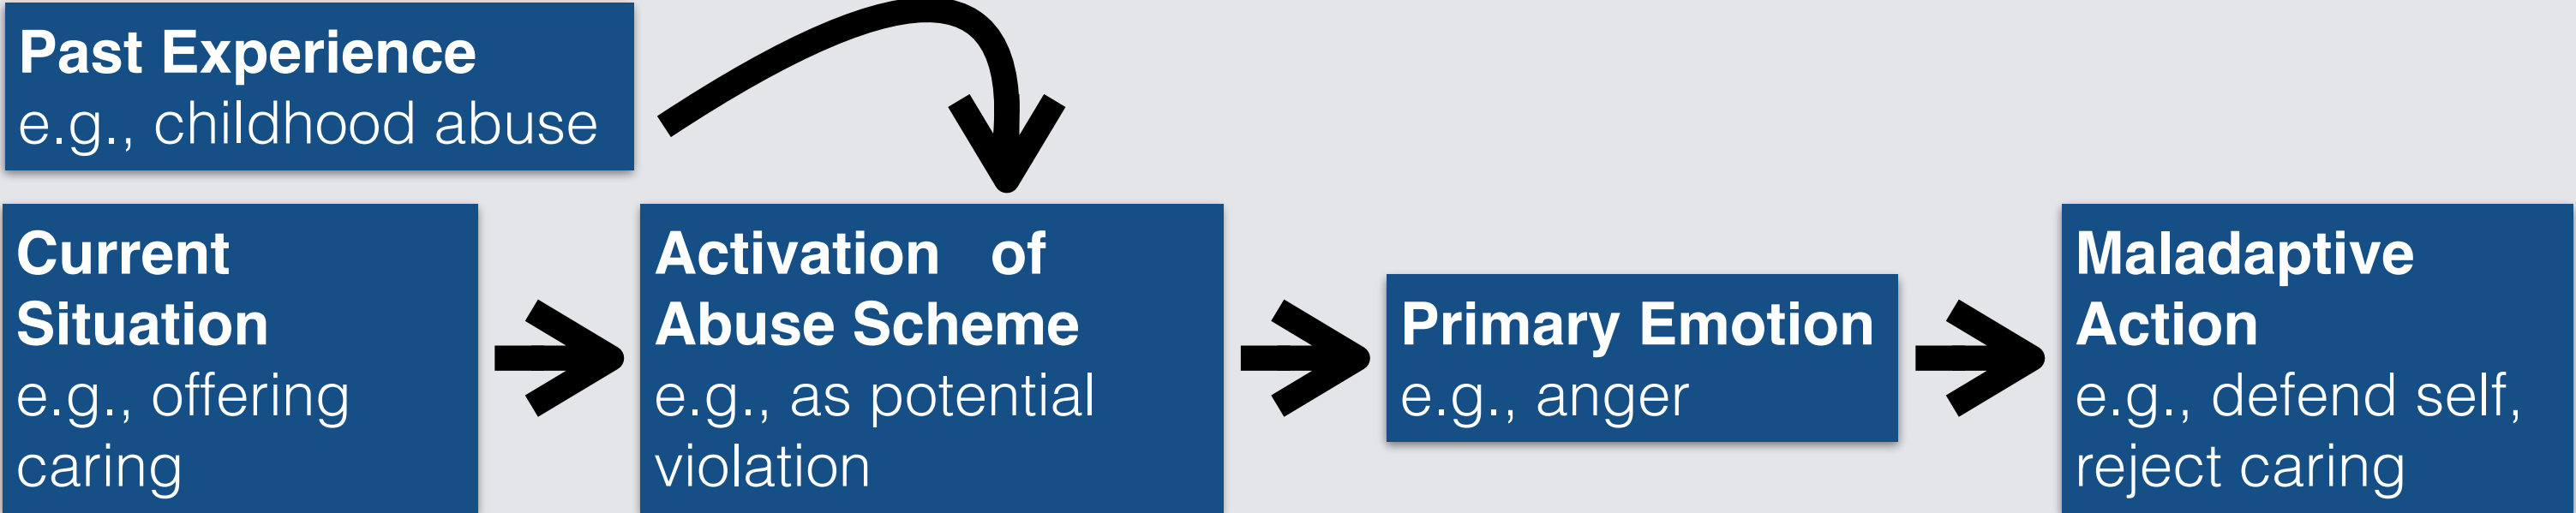 Past Experience
e.g., childhood abuse
Current
Situation
e.g., offering
caring
Activation of
Abuse Scheme
e.g., as potential
violation
Primary Emotion
e.g., anger
Maladaptive
Action
e.g., defend self,
reject caring